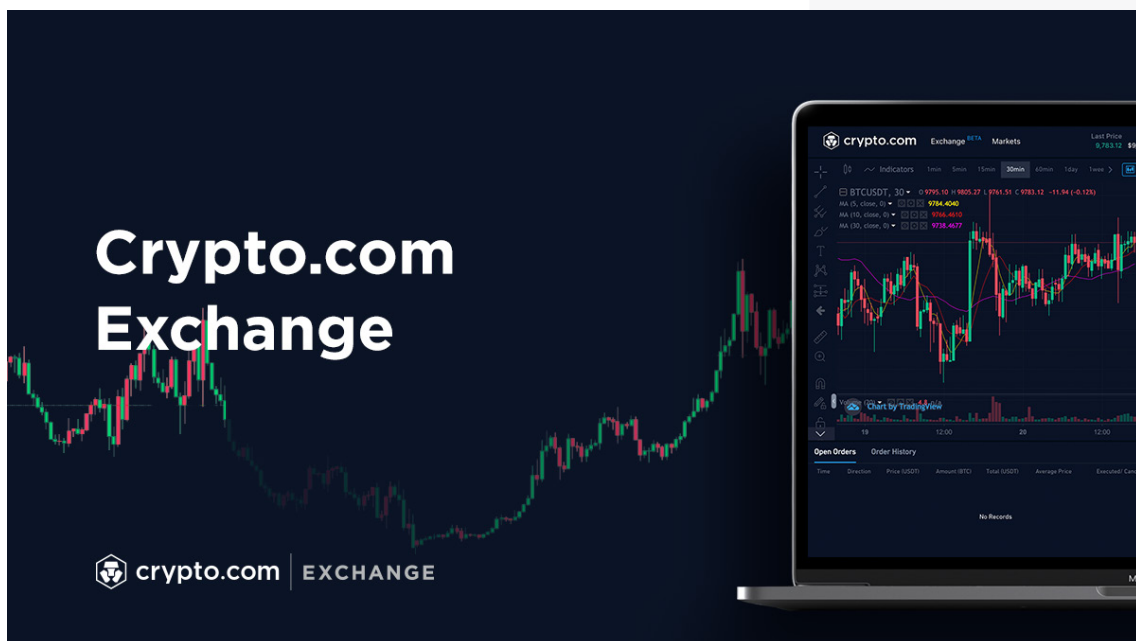 Crypto.com
Exchange
crypto.com EXCHANGE
crypto.com Exchange BETA Markets
Last Price
9,783.12
Indicators 1min 5min 15min 30min 60min 1day
BTCUSDT, 30 O 9795.10 H 9805.27 L 9761.51 C 9783.12 -11.94 (-0.12%)
MA (5, close, 0) 9784.4040
MA (10, close, 0) 9766.4610
MA (30, close, 0) 9738.4677
Chart by TradingView
19 12:00 20 12:00
Open Orders Order History
Time Direction Price (USDT) Amount (BTC) Total (USDT) Average Price Executed/
No Records